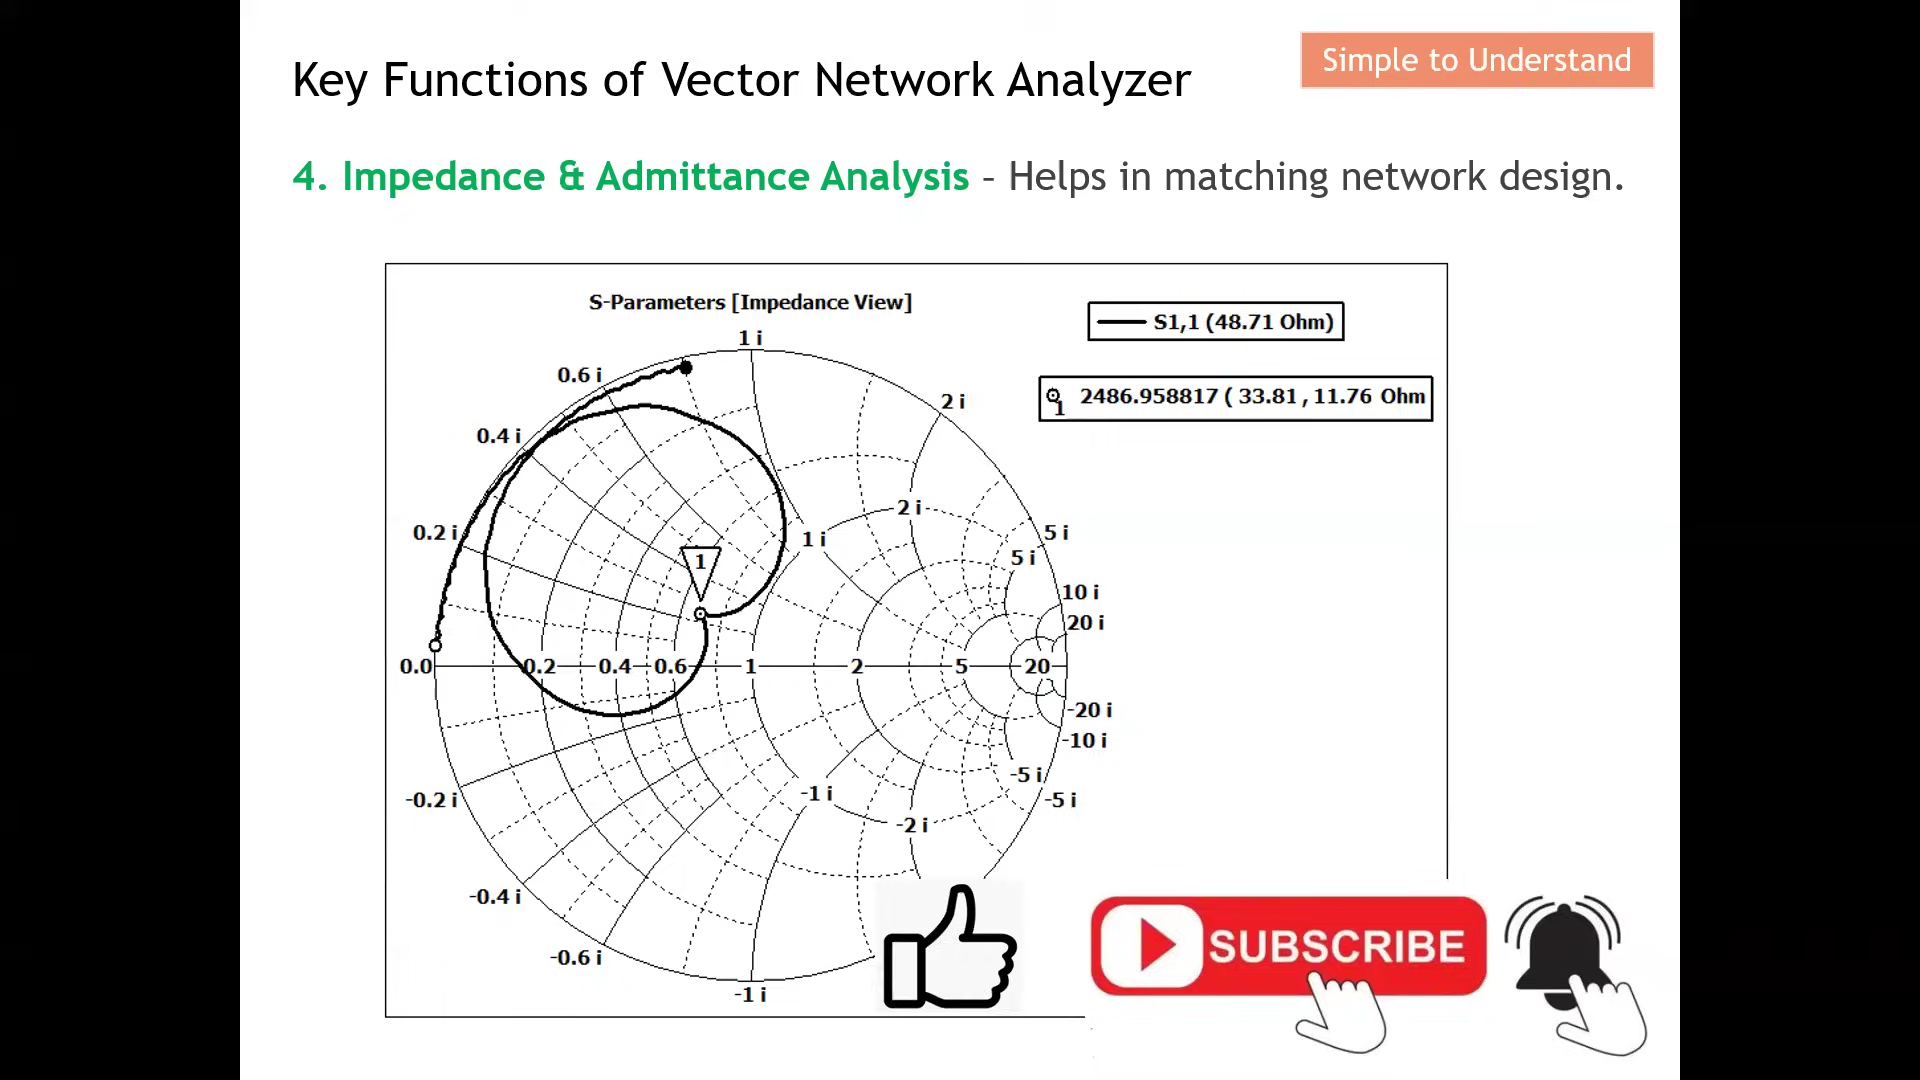 Key Functions of Vector Network Analyzer
Simple to Understand
4. Impedance & Admittance Analysis – Helps in matching network design.
S-Parameters [Impedance View]
S1,1 (48.71 Ohm)
1 2486.958817 ( 33.81 , 11.76 Ohm
1 i
0.6 i
2 i
0.4 i
2 i
0.2 i
1 i
5 i
5 i
1
10 i
20 i
0.0 0.2 0.4 0.6 1 2 5 20
-20 i
-10 i
-5 i
-0.2 i
-1 i
-5 i
-2 i
-0.4 i
-0.6 i
-1 i
SUBSCRIBE